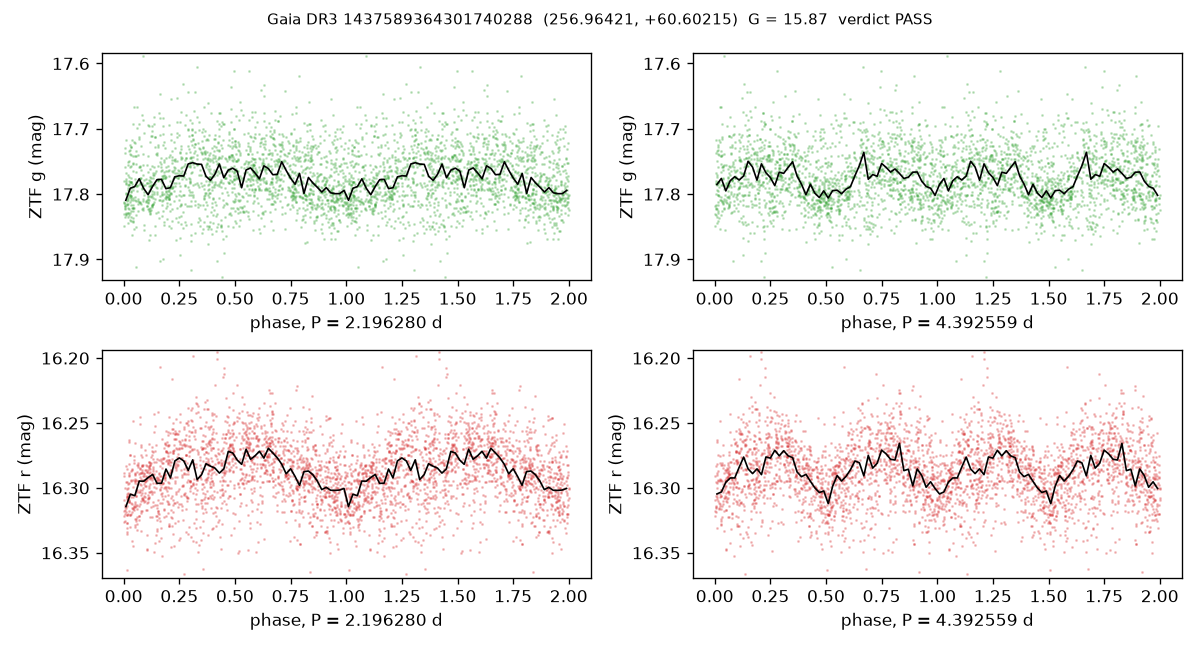 Gaia DR3 1437589364301740288  (256.96421, +60.60215)  G = 15.87  verdict PASS
ZTF g (mag)
17.6
17.7
17.8
17.9
0.00 0.25 0.50 0.75 1.00 1.25 1.50 1.75 2.00
phase, P = 2.196280 d
ZTF g (mag)
17.6
17.7
17.8
17.9
0.00 0.25 0.50 0.75 1.00 1.25 1.50 1.75 2.00
phase, P = 4.392559 d
ZTF r (mag)
16.20
16.25
16.30
16.35
0.00 0.25 0.50 0.75 1.00 1.25 1.50 1.75 2.00
phase, P = 2.196280 d
ZTF r (mag)
16.20
16.25
16.30
16.35
0.00 0.25 0.50 0.75 1.00 1.25 1.50 1.75 2.00
phase, P = 4.392559 d